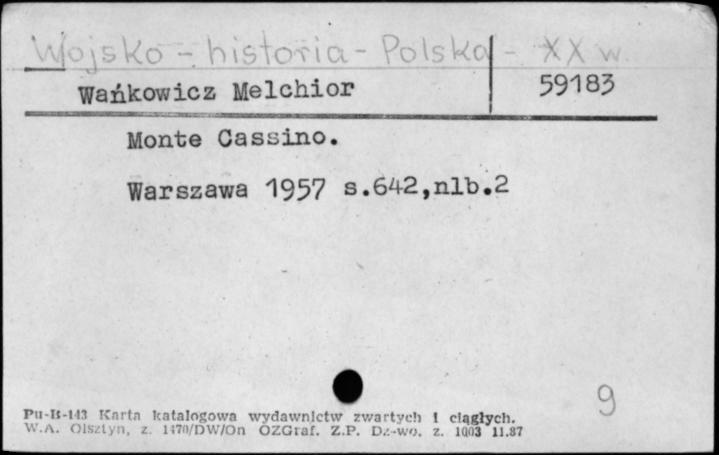 Wojsko - historia - Polska - XX w.
Wańkowicz Melchior 59183
Monte Cassino.
Warszawa 1957 s.642,nlb.2
9
Pu-B-143 Karta katalogowa wydawnictw zwartych i ciągłych.
W.A. Olsztyn, z. 1470/DW/On OZGraf. Z.P. Dz-wo. z. 1003 11.87